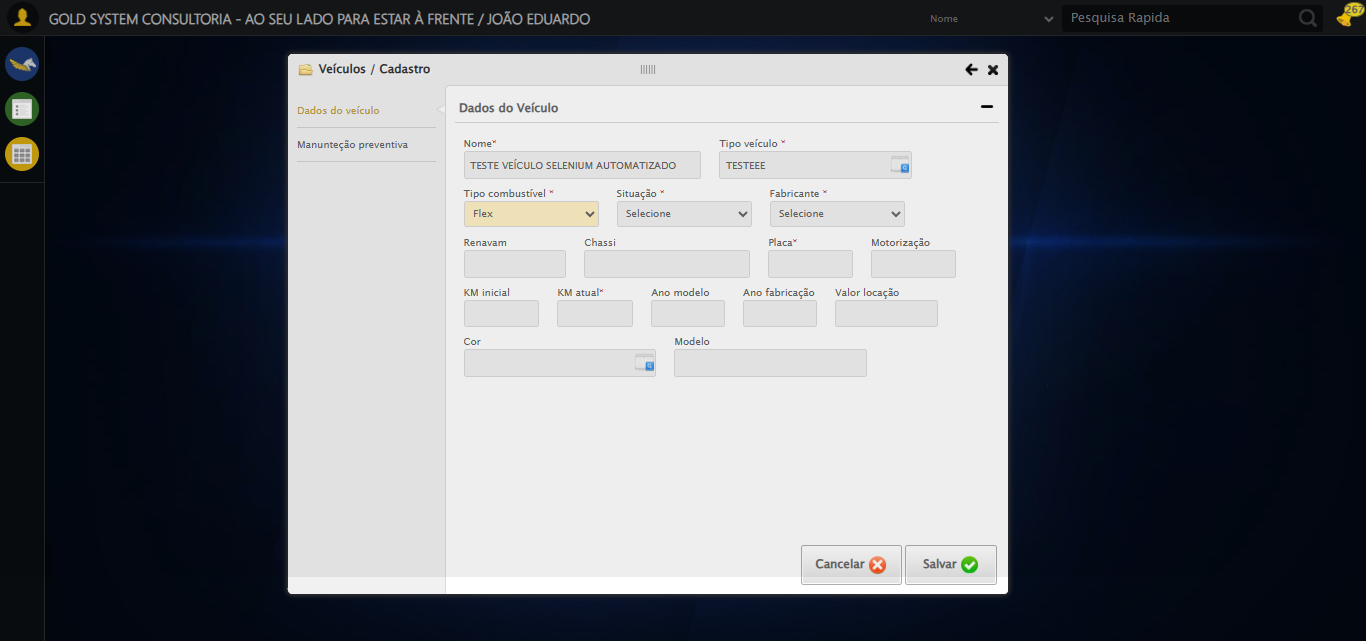 GOLD SYSTEM CONSULTORIA - AO SEU LADO PARA ESTAR À FRENTE / JOÃO EDUARDO
Nome
Pesquisa Rapida
267
Veículos / Cadastro
Dados do veículo
Manunteção preventiva
Dados do Veículo
Nome*
Tipo veículo *
TESTE VEÍCULO SELENIUM AUTOMATIZADO
TESTEEE
Tipo combustível *
Situação *
Fabricante *
Flex
Selecione
Selecione
Renavam
Chassi
Placa*
Motorização
KM inicial
KM atual*
Ano modelo
Ano fabricação
Valor locação
Cor
Modelo
Cancelar
Salvar